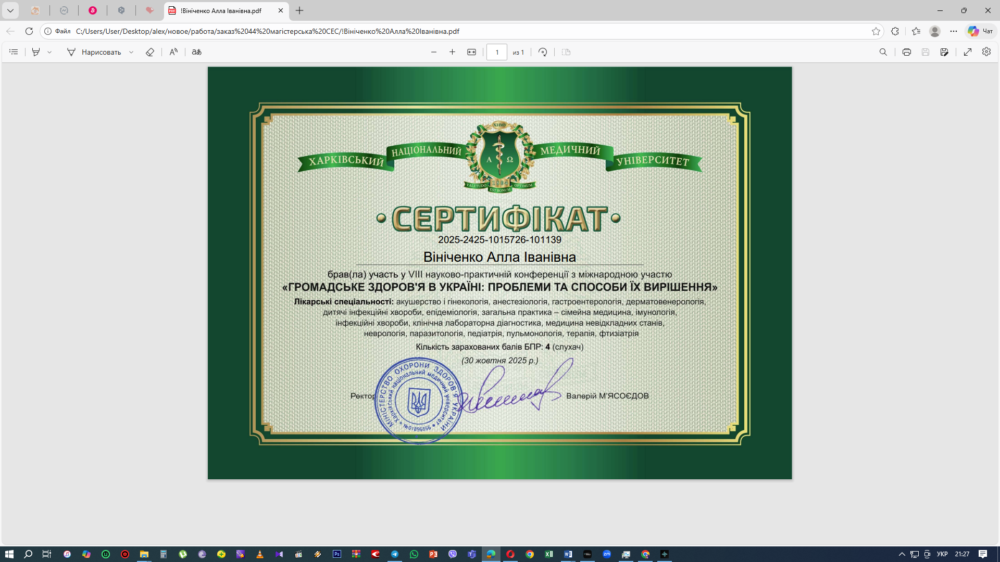 !Вініченко Алла Іванівна.pdf
Файл
C:/Users/User/Desktop/alex/новое/работа/заказ%2044%20магістерська%20СЕС/!Вініченко%20Алла%20Іванівна.pdf
Чат
Нарисовать
1
из 1
ХНМУ
ХАРКІВСЬКИЙ НАЦІОНАЛЬНИЙ МЕДИЧНИЙ УНІВЕРСИТЕТ
Α Ω
1804
VALETUDO EST BONUM OPTIMUM
•СЕРТИФІКАТ•
2025-2425-1015726-101139
Вініченко Алла Іванівна
брав(ла) участь у VIII науково-практичній конференції з міжнародною участю
«ГРОМАДСЬКЕ ЗДОРОВ'Я В УКРАЇНІ: ПРОБЛЕМИ ТА СПОСОБИ ЇХ ВИРІШЕННЯ»
Лікарські спеціальності: акушерство і гінекологія, анестезіологія, гастроентерологія, дерматовенерологія,
дитячі інфекційні хвороби, епідеміологія, загальна практика – сімейна медицина, імунологія,
інфекційні хвороби, клінічна лабораторна діагностика, медицина невідкладних станів,
неврологія, паразитологія, педіатрія, пульмонологія, терапія, фтизіатрія
Кількість зарахованих балів БПР: 4 (слухач)
(30 жовтня 2025 р.)
МІНІСТЕРСТВО ОХОРОНИ ЗДОРОВ'Я УКРАЇНИ
Харківський національний медичний університет
* №01896866 *
Ректор
Валерій М'ЯСОЄДОВ
УКР
21:27